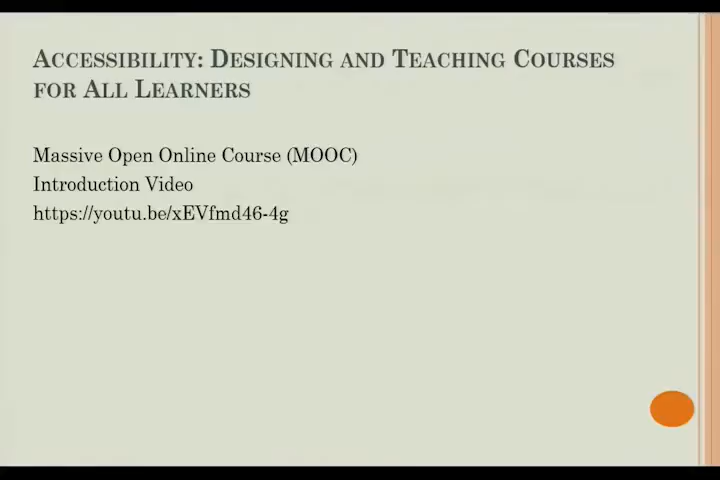 Accessibility: Designing and Teaching Courses
for All Learners
Massive Open Online Course (MOOC)
Introduction Video
https://youtu.be/xEVfmd46-4g